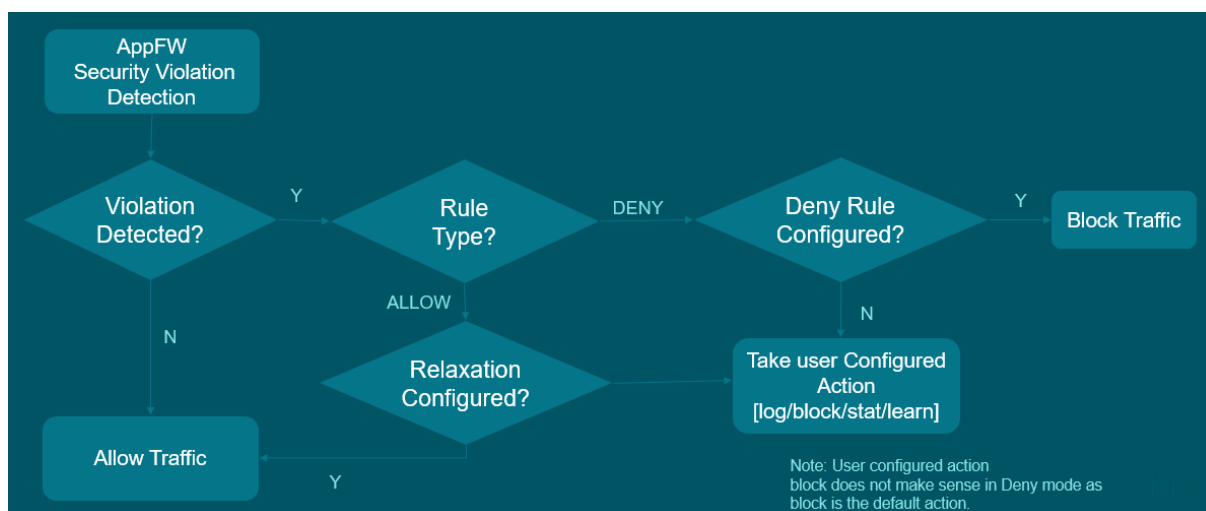 AppFW
Security Violation
Detection
Violation
Detected?
Y
Rule
Type?
DENY
Deny Rule
Configured?
Y
Block Traffic
N
ALLOW
N
Relaxation
Configured?
Take user Configured
Action
[log/block/stat/learn]
Allow Traffic
Y
Note: User configured action
block does not make sense in Deny mode as
block is the default action.